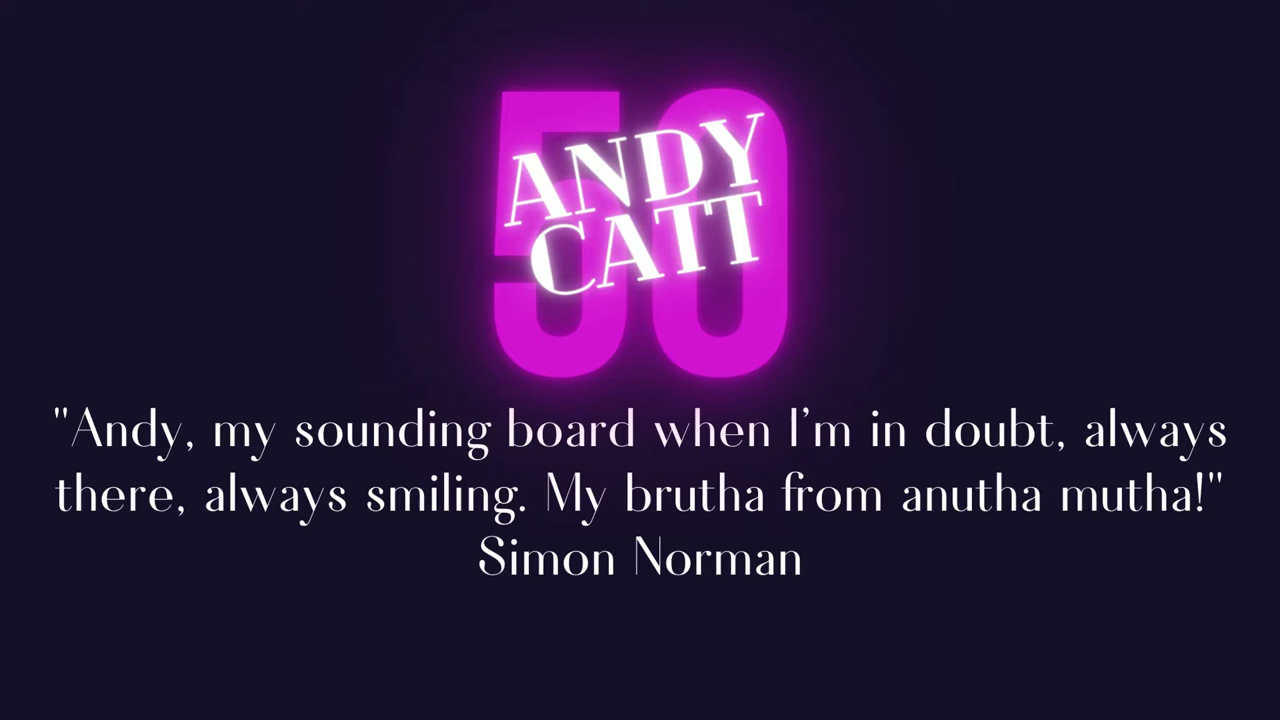 50
ANDY
CATT
"Andy, my sounding board when I'm in doubt, always
there, always smiling. My brutha from anutha mutha!"
Simon Norman